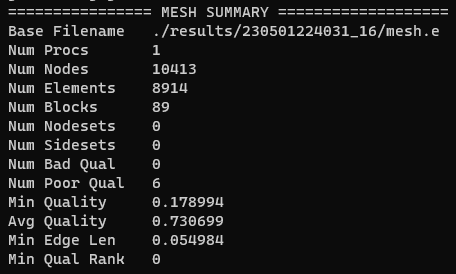 ================ MESH SUMMARY ===================
Base Filename   ./results/230501224031_16/mesh.e
Num Procs       1
Num Nodes       10413
Num Elements    8914
Num Blocks      89
Num Nodesets    0
Num Sidesets    0
Num Bad Qual    0
Num Poor Qual   6
Min Quality     0.178994
Avg Quality     0.730699
Min Edge Len    0.054984
Min Qual Rank   0